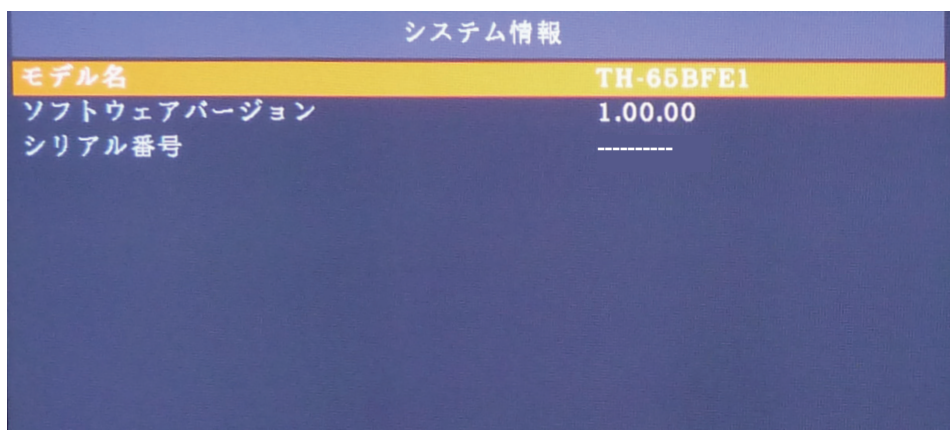 システム情報
モデル名 TH-65BFE1
ソフトウェアバージョン 1.00.00
シリアル番号 ----------